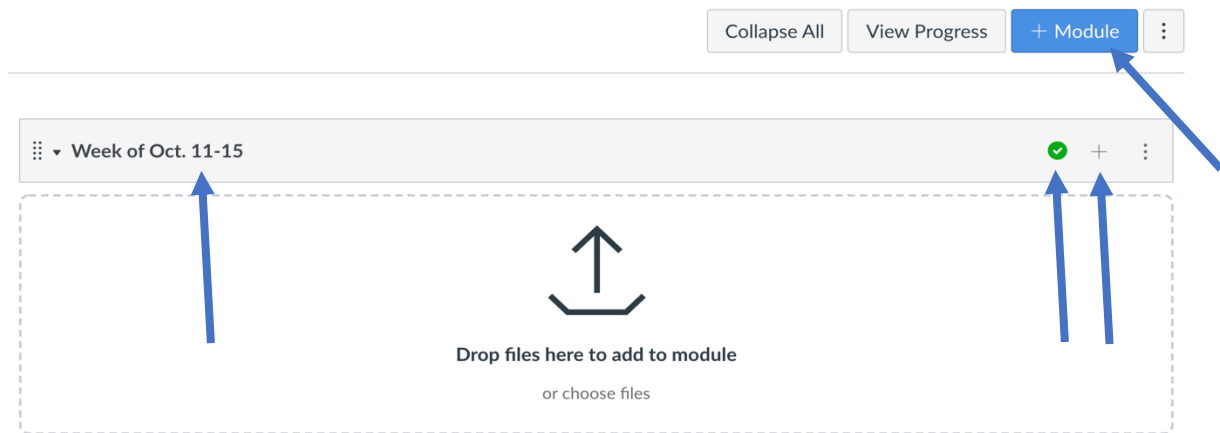 Collapse All View Progress + Module
Week of Oct. 11-15
Drop files here to add to module
or choose files